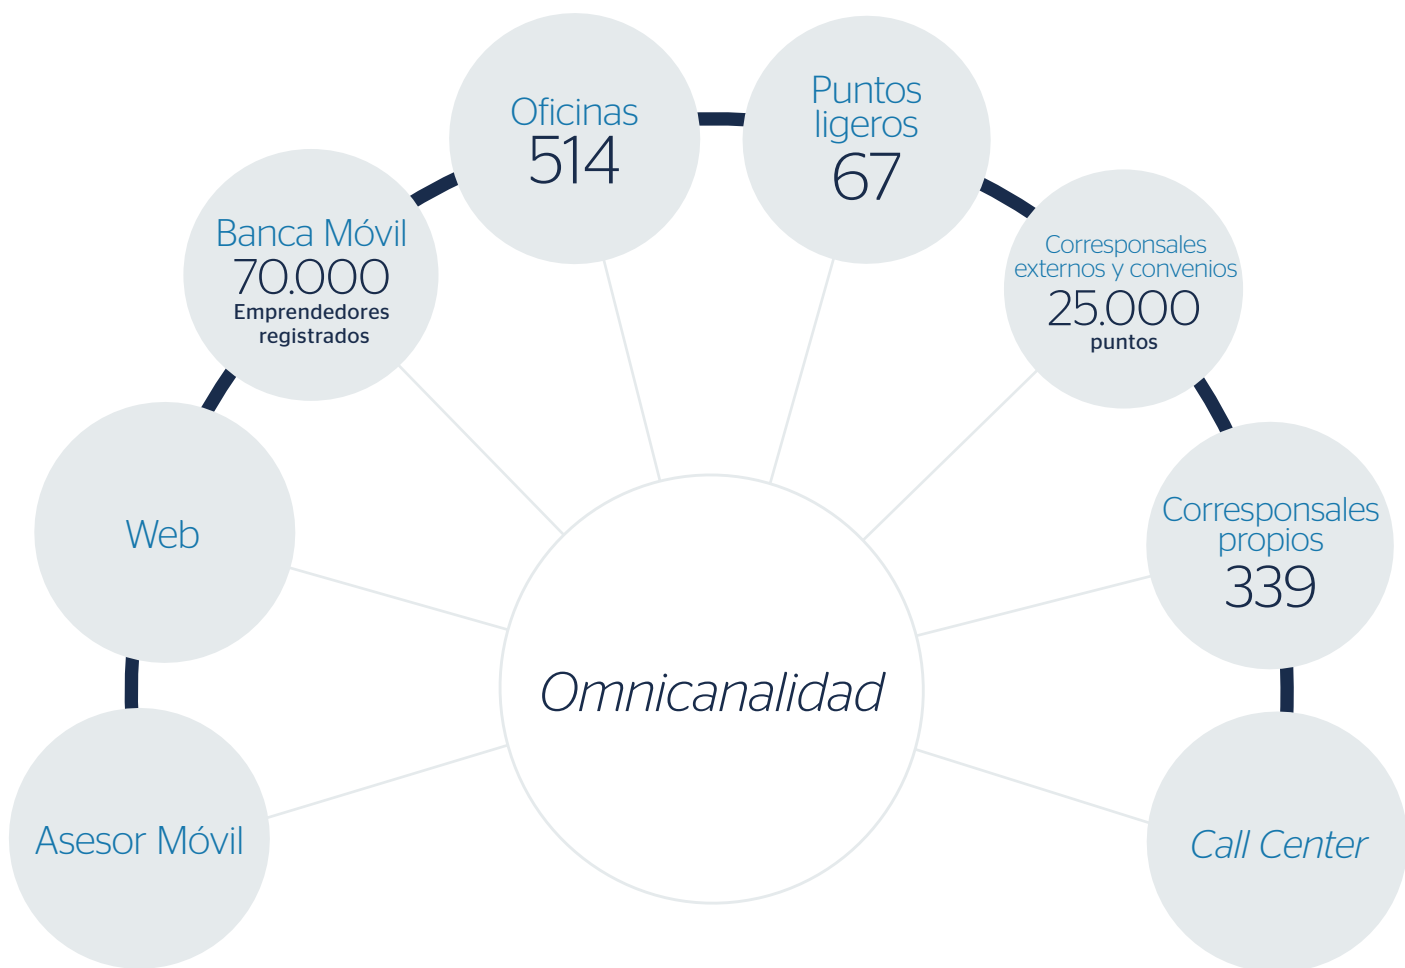 Oficinas
514
Puntos
ligeros
67
Banca Móvil
70.000
Emprendedores
registrados
Corresponsales
externos y convenios
25.000
puntos
Web
Corresponsales
propios
339
Omnicanalidad
Asesor Móvil
Call Center